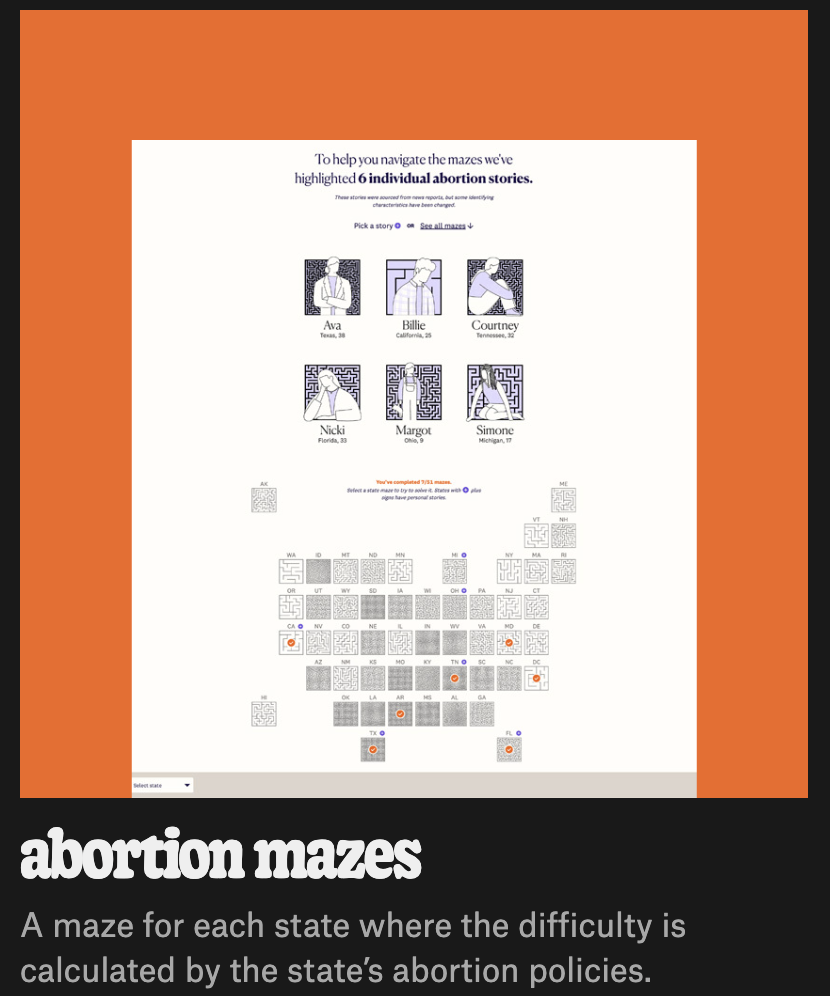 To help you navigate the mazes we've
highlighted 6 individual abortion stories.
These stories were sourced from news reports, but some identifying
characteristics have been changed.
Pick a story OR See all mazes
Ava
Texas, 38
Billie
California, 25
Courtney
Tennessee, 32
Nicki
Florida, 33
Margot
Ohio, 9
Simone
Michigan, 17
You've completed 7/51 mazes.
Select a state maze to try to solve it. States with plus
signs have personal stories.
AK ME
VT NH
WA ID MT ND MN MI NY MA RI
OR UT WY SD IA WI OH PA NJ CT
CA NV CO NE IL IN WV VA MD DE
AZ NM KS MO KY TN SC NC DC
HI OK LA AR MS AL GA
TX FL
Select state
abortion mazes
A maze for each state where the difficulty is
calculated by the state's abortion policies.